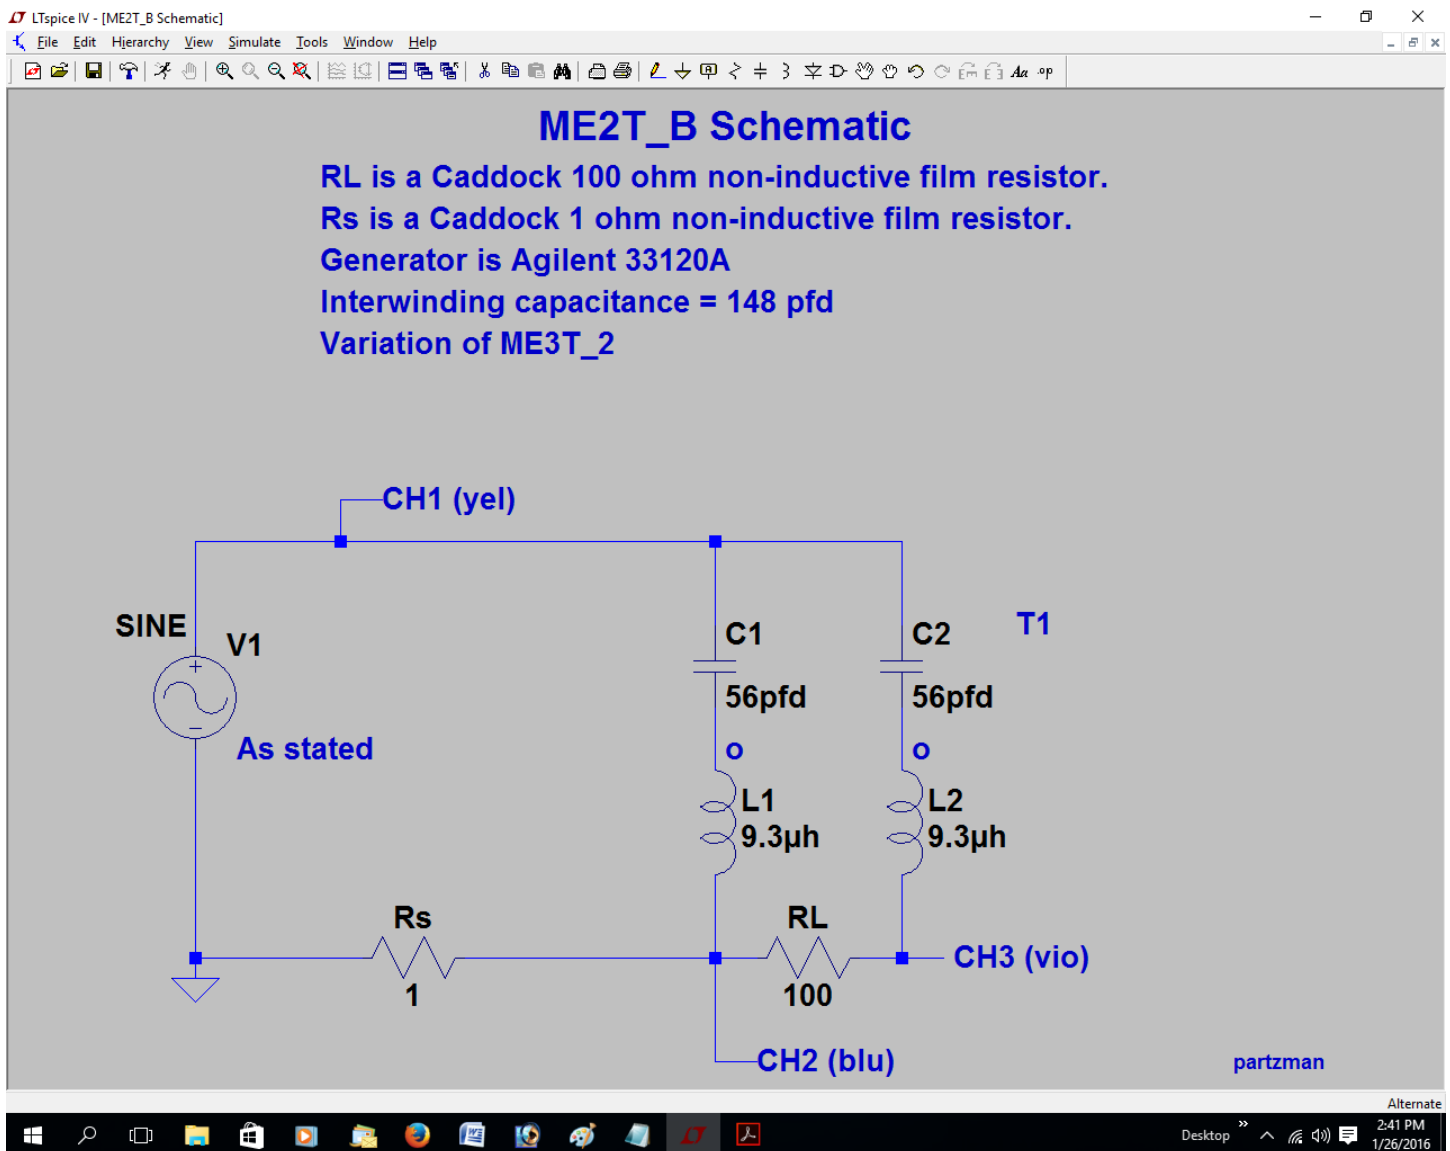 LTspice IV - [ME2T_B Schematic]
File Edit Hierarchy View Simulate Tools Window Help
Aa .op
ME2T_B Schematic
RL is a Caddock 100 ohm non-inductive film resistor.
Rs is a Caddock 1 ohm non-inductive film resistor.
Generator is Agilent 33120A
Interwinding capacitance = 148 pfd
Variation of ME3T_2
CH1 (yel)
SINE
V1
C1
C2
T1
56pfd
56pfd
As stated
o
o
L1
L2
9.3µh
9.3µh
Rs
RL
CH3 (vio)
1
100
CH2 (blu)
partzman
Alternate
Desktop
2:41 PM
1/26/2016